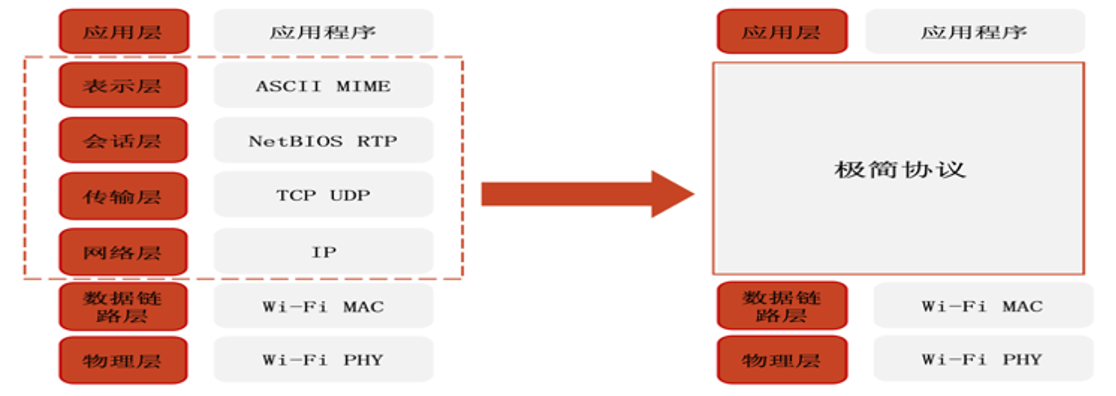 应用层 应用程序
表示层 ASCII MIME
会话层 NetBIOS RTP
传输层 TCP UDP
网络层 IP
数据链
路层
Wi-Fi MAC
物理层 Wi-Fi PHY
应用层 应用程序
极简协议
数据链
路层
Wi-Fi MAC
物理层 Wi-Fi PHY